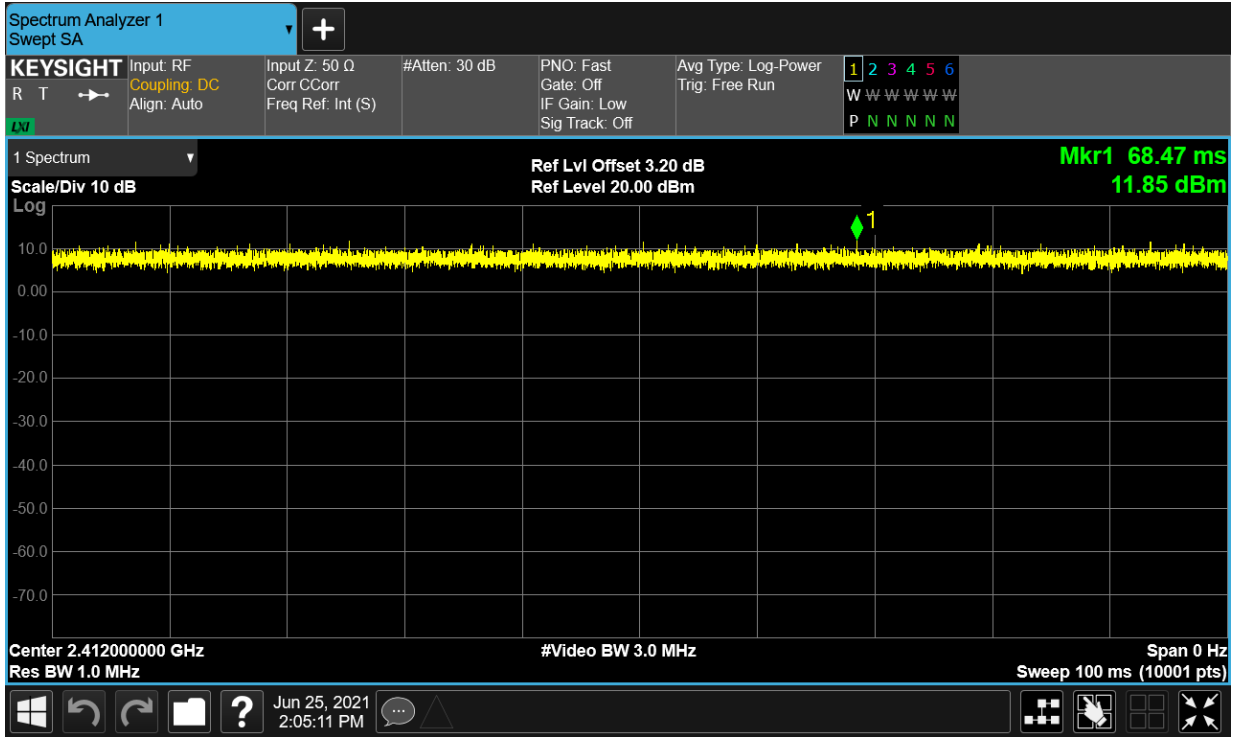 Spectrum Analyzer 1
Swept SA
KEYSIGHT
R T
LXI
Input: RF
Coupling: DC
Align: Auto
Input Z: 50 Ω
Corr CCorr
Freq Ref: Int (S)
#Atten: 30 dB
PNO: Fast
Gate: Off
IF Gain: Low
Sig Track: Off
Avg Type: Log-Power
Trig: Free Run
1 2 3 4 5 6
W W W W W W
P N N N N N
1 Spectrum
Scale/Div 10 dB
Log
Ref Lvl Offset 3.20 dB
Ref Level 20.00 dBm
Mkr1 68.47 ms
11.85 dBm
1
10.0
0.00
-10.0
-20.0
-30.0
-40.0
-50.0
-60.0
-70.0
Center 2.412000000 GHz
Res BW 1.0 MHz
#Video BW 3.0 MHz
Span 0 Hz
Sweep 100 ms (10001 pts)
?
Jun 25, 2021
2:05:11 PM